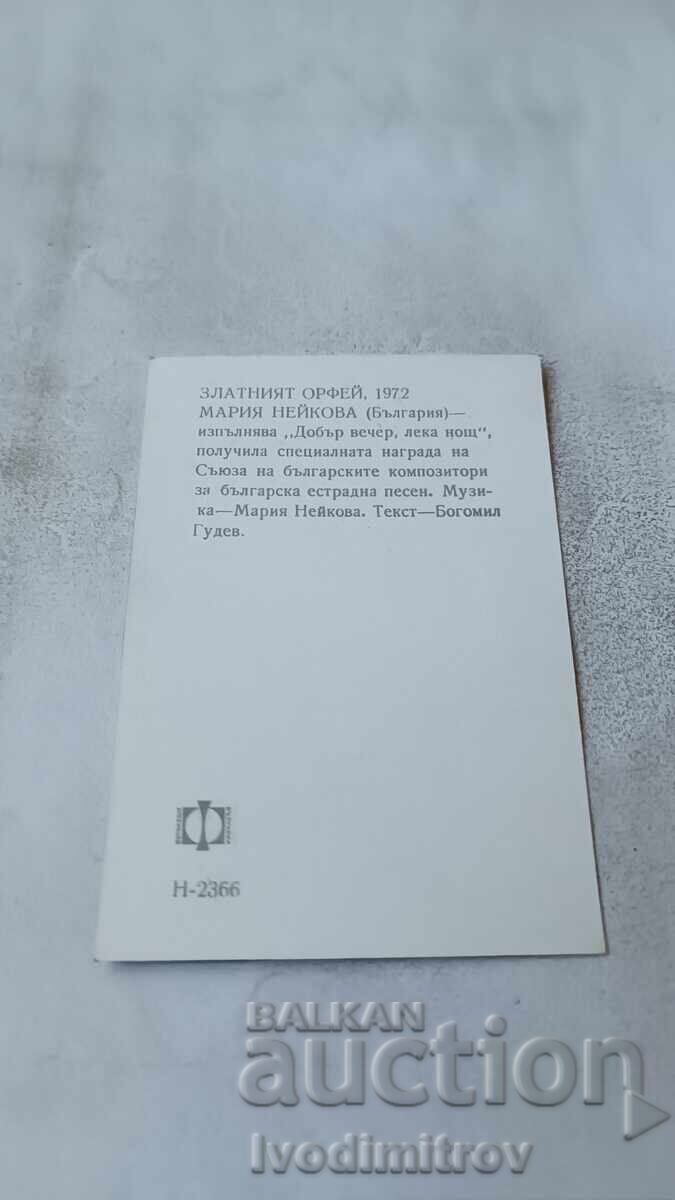 ЗЛАТНИЯТ ОРФЕЙ, 1972
МАРИЯ НЕЙКОВА (България)—
изпълнява „Добър вечер, лека нощ",
получила специалната награда на
Съюза на българските композитори
за българска естрадна песен. Музи-
ка—Мария Нейкова. Текст—Богомил
Гудев.
Н-2366
BALKAN
auction
Ivodimitrov